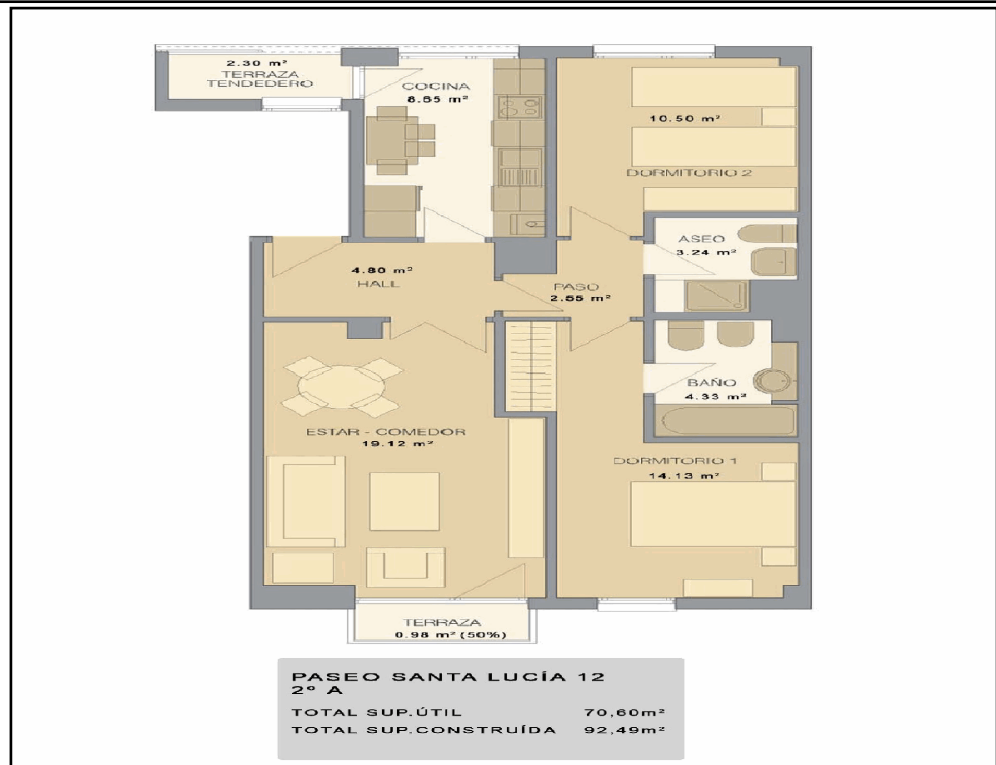 2.30 m²
TERRAZA
TENDEDERO
COCINA
8.65 m²
10.50 m²
DORMITORIO 2
ASEO
3.24 m²
4.80 m²
HALL
PASO
2.55 m²
BAÑO
4.33 m²
ESTAR - COMEDOR
19.12 m²
DORMITORIO 1
14.13 m²
TERRAZA
0.98 m² (50%)
PASEO SANTA LUCÍA 12
2º A
TOTAL SUP.ÚTIL 70,60m²
TOTAL SUP.CONSTRUÍDA 92,49m²